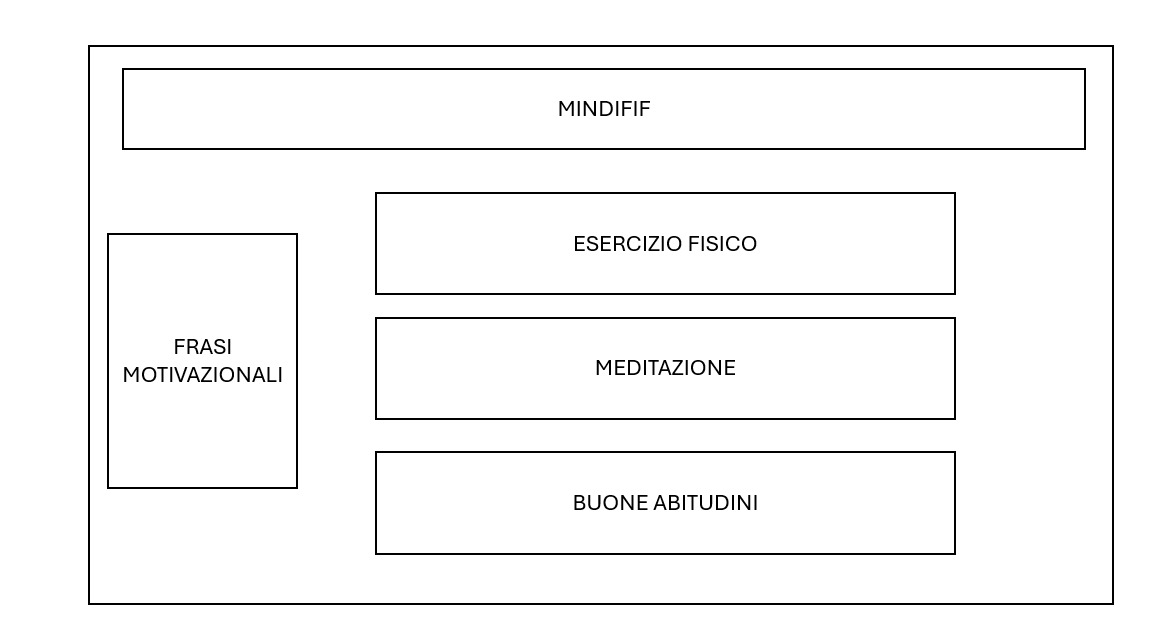 MINDIFIF
ESERCIZIO FISICO
FRASI
MOTIVAZIONALI
MEDITAZIONE
BUONE ABITUDINI